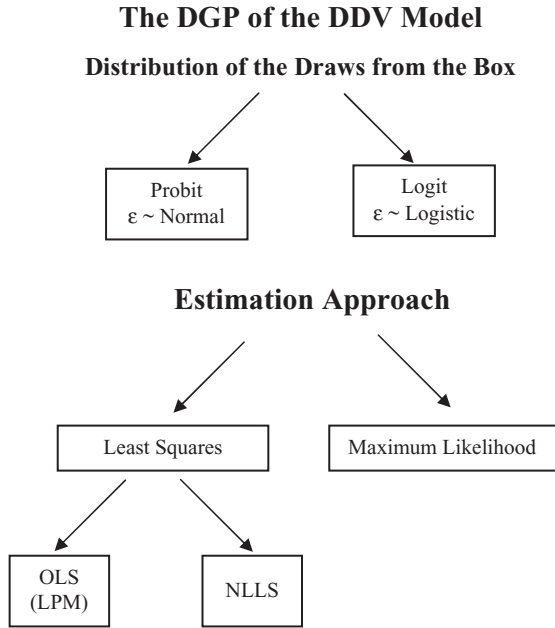 The DGP of the DDV Model
Distribution of the Draws from the Box
Probit
ε ~ Normal
Logit
ε ~ Logistic
Estimation Approach
Least Squares
Maximum Likelihood
OLS
(LPM)
NLLS